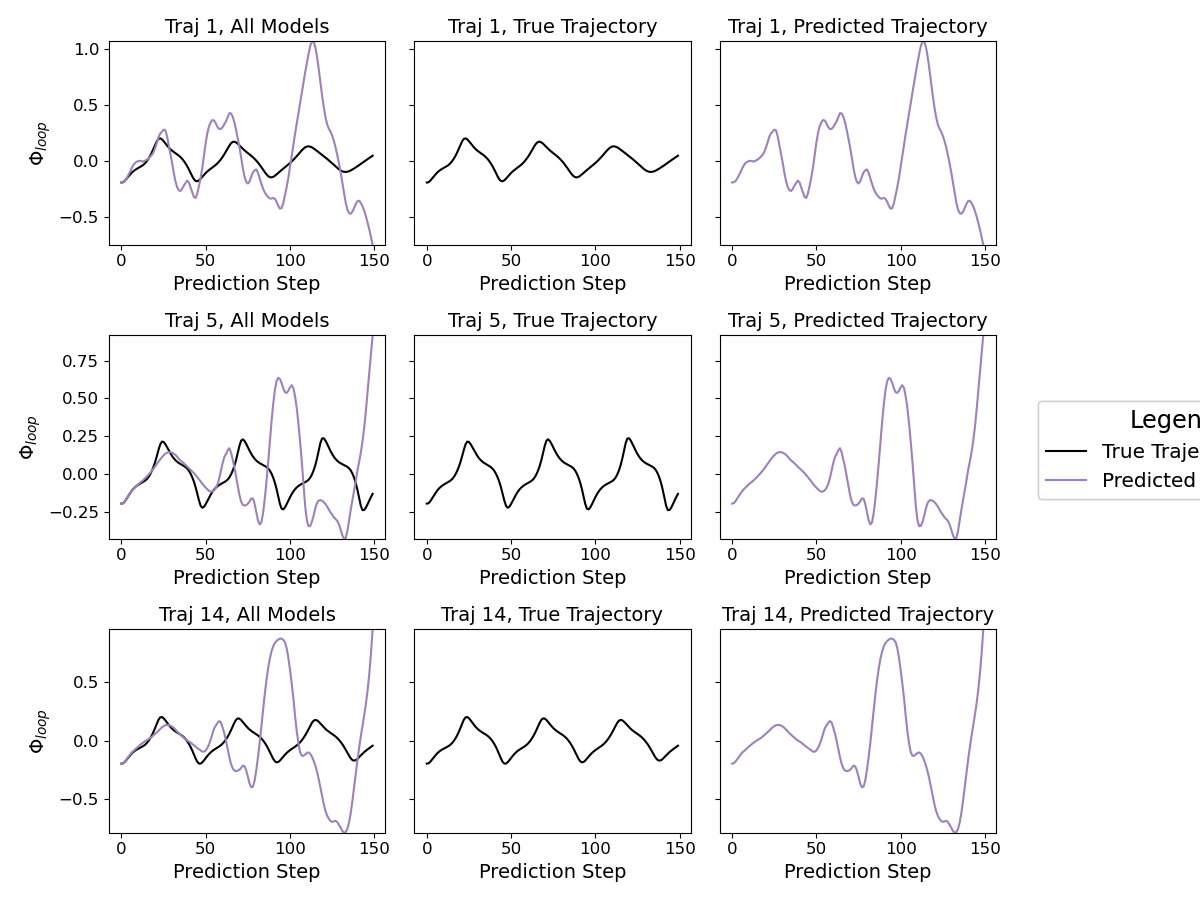 Traj 1, All Models
Traj 1, True Trajectory
Traj 1, Predicted Trajectory
1.0
0.5
0.0
−0.5
Φloop
0 50 100 150
0 50 100 150
0 50 100 150
Prediction Step
Prediction Step
Prediction Step
Traj 5, All Models
Traj 5, True Trajectory
Traj 5, Predicted Trajectory
0.75
0.50
0.25
0.00
−0.25
Φloop
0 50 100 150
0 50 100 150
0 50 100 150
Prediction Step
Prediction Step
Prediction Step
Legen
True Traje
Predicted
Traj 14, All Models
Traj 14, True Trajectory
Traj 14, Predicted Trajectory
0.5
0.0
−0.5
Φloop
0 50 100 150
0 50 100 150
0 50 100 150
Prediction Step
Prediction Step
Prediction Step